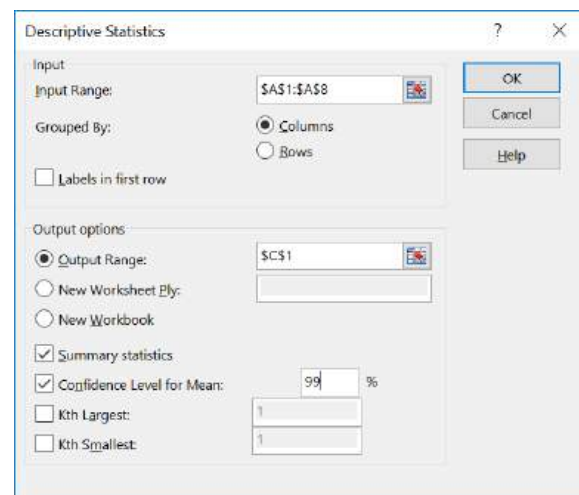 Descriptive Statistics ? ×
Input
Input Range: $A$1:$A$8
OK
Cancel
Help
Grouped By: Columns
Rows
Labels in first row
Output options
Output Range: $C$1
New Worksheet Ply:
New Workbook
Summary statistics
Confidence Level for Mean: 99 %
Kth Largest: 1
Kth Smallest: 1